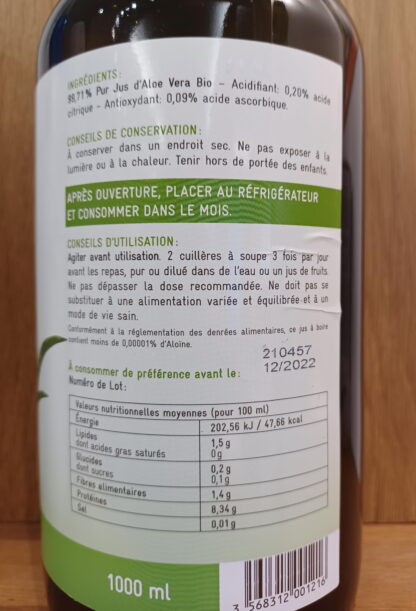 INGRÉDIENTS :
99,71% Pur Jus d'Aloe Vera Bio – Acidifiant: 0,20% acide
citrique – Antioxydant: 0,09% acide ascorbique.
CONSEILS DE CONSERVATION :
À conserver dans un endroit sec. Ne pas exposer à la
lumière ou à la chaleur. Tenir hors de portée des enfants.
APRÈS OUVERTURE, PLACER AU RÉFRIGÉRATEUR
ET CONSOMMER DANS LE MOIS.
CONSEILS D'UTILISATION :
Agiter avant utilisation. 2 cuillères à soupe 3 fois par jour
avant les repas, pur ou dilué dans de l'eau ou un jus de fruits.
Ne pas dépasser la dose recommandée. Ne doit pas se
substituer à une alimentation variée et équilibrée et à un
mode de vie sain.
Conformément à la réglementation des denrées alimentaires, ce jus à boire
contient moins de 0,00001% d'Aloïne.
210457
À consommer de préférence avant le : 12/2022
Numéro de Lot :
Valeurs nutritionnelles moyennes (pour 100 ml)
Énergie 202,56 kJ / 47,66 kcal
Lipides 1,5 g
dont acides gras saturés 0g
Glucides 0,2 g
dont sucres 0,1g
Fibres alimentaires 1,4 g
Protéines 8,34 g
Sel 0,01 g
1000 ml
3 568312 001216